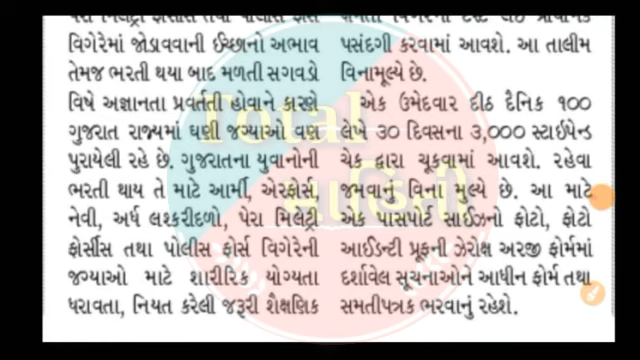 પેરા મિલેટ્રી ફોર્સીસ તથા પોલીસ ફોર્સ
વિગેરેમાં જોડાવવાની ઈચ્છાનો અભાવ
તેમજ ભરતી થયા બાદ મળતી સગવડો
વિષે અજ્ઞાનતા પ્રવર્તતી હોવાને કારણે
ગુજરાત રાજ્યમાં ઘણી જગ્યાઓ વણ
પુરાયેલી રહે છે. ગુજરાતના યુવાનોની
ભરતી થાય તે માટે આર્મી, એરફોર્સ,
નેવી, અર્ધ લશ્કરીદળો, પેરા મિલેટ્રી
ફોર્સીસ તથા પોલીસ ફોર્સ વિગેરેની
જગ્યાઓ માટે શારીરિક યોગ્યતા
ધરાવતા, નિયત કરેલી જરૂરી શૈક્ષણિક
પસંદગી કરવામાં આવશે. આ તાલીમ
વિનામૂલ્યે છે.
એક ઉમેદવાર દીઠ દૈનિક ૧૦૦
લેખે ૩૦ દિવસના ૩,૦૦૦ સ્ટાઈપેન્ડ
ચેક દ્વારા ચૂકવામાં આવશે. રહેવા
જમવાનું વિના મુલ્યે છે. આ માટે
એક પાસપોર્ટ સાઈઝનો ફોટો, ફોટો
આઈડેન્ટી પ્રૂફની ઝેરોક્ષ અરજી ફોર્મમાં
દર્શાવેલ સૂચનાઓને આધીન ફોર્મ તથા
સમતીપત્રક ભરવાનું રહેશે.
Total
માહિતી